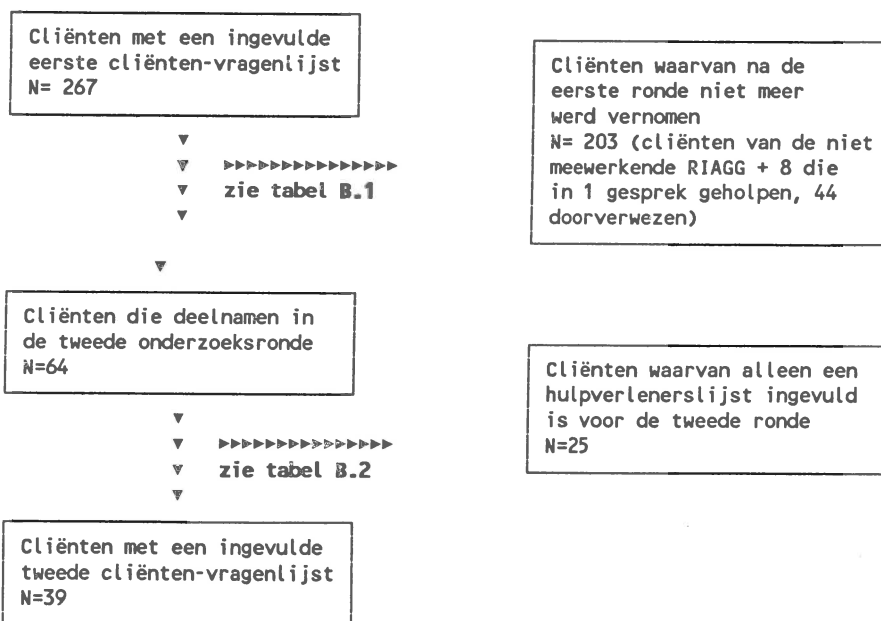 Cliënten met een ingevulde
eerste cliënten-vragenlijst
N= 267
Cliënten waarvan na de
eerste ronde niet meer
werd vernomen
N= 203 (cliënten van de niet
meewerkende RIAGG + 8 die
in 1 gesprek geholpen, 44
doorverwezen)
zie tabel B.1
Cliënten die deelnamen in
de tweede onderzoeksronde
N=64
Cliënten waarvan alleen een
hulpverlenerslijst ingevuld
is voor de tweede ronde
N=25
zie tabel B.2
Cliënten met een ingevulde
tweede cliënten-vragenlijst
N=39